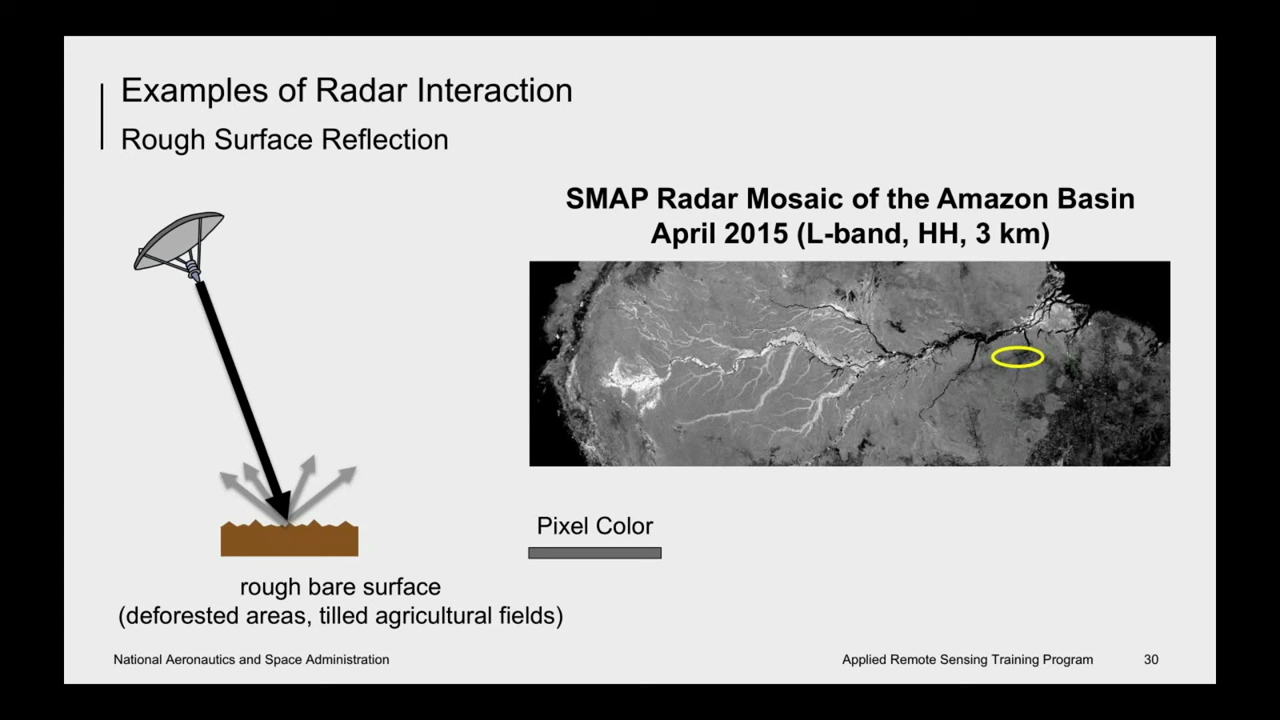 Examples of Radar Interaction
Rough Surface Reflection
SMAP Radar Mosaic of the Amazon Basin
April 2015 (L-band, HH, 3 km)
Pixel Color
rough bare surface
(deforested areas, tilled agricultural fields)
National Aeronautics and Space Administration
Applied Remote Sensing Training Program
30